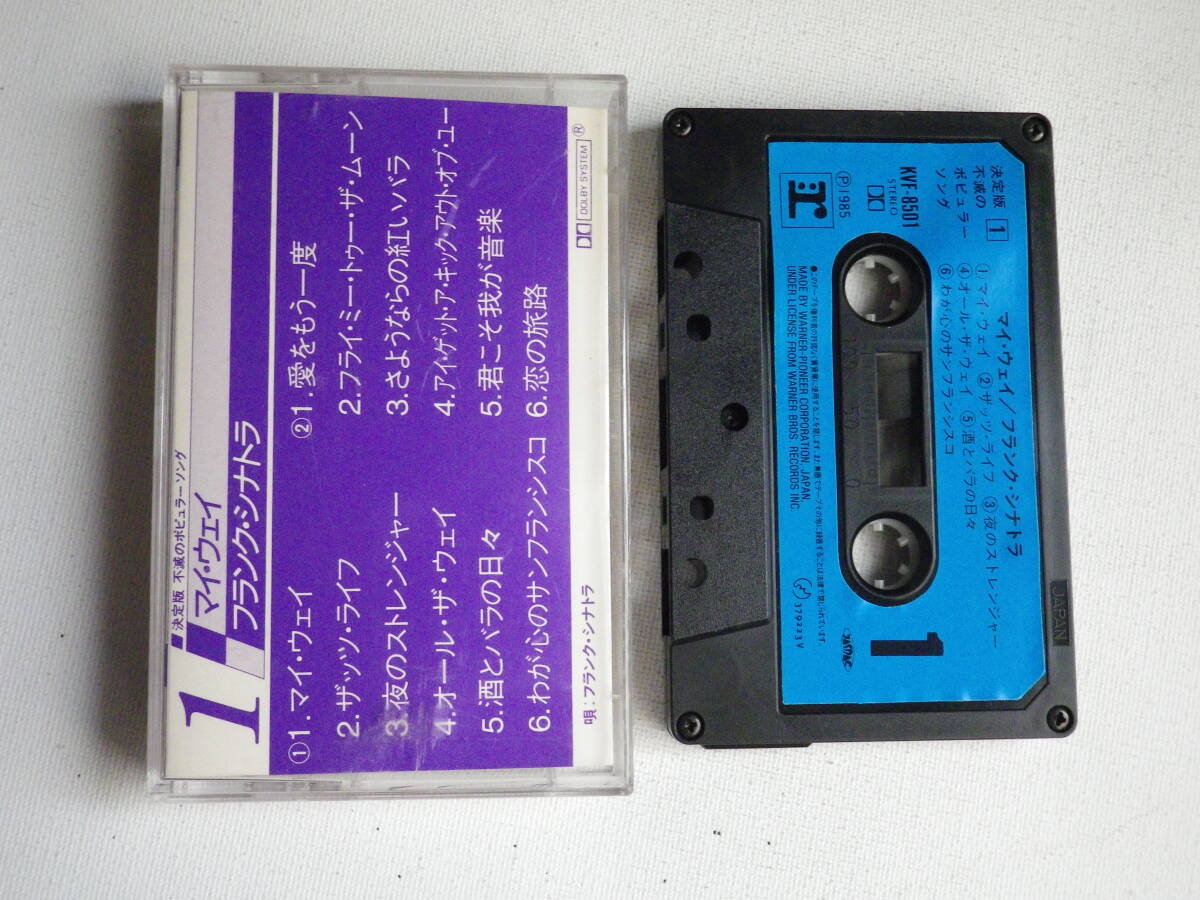 1
決定版 不滅のポピュラーソング
マイ・ウェイ
フランク・シナトラ
①1.マイ・ウェイ
2.ザッツ・ライフ
3.夜のストレンジャー
4.オール・ザ・ウェイ
5.酒とバラの日々
6.わが心のサンフランシスコ
②1.愛をもう一度
2.フライ・ミー・トゥー・ザ・ムーン
3.さようならの紅いバラ
4.アイ・ゲット・ア・キック・アウト・オブ・ユー
5.君こそ我が音楽
6.恋の旅路
唄:フランク・シナトラ
DOLBY SYSTEM ®
決定版 1
不滅の
ポピュラー
ソング
マイ・ウェイ/フランク・シナトラ
①マイ・ウェイ ②ザッツ・ライフ ③夜のストレンジャー
④オール・ザ・ウェイ ⑤酒とバラの日々
⑥わが心のサンフランシスコ
KVF-8501
STEREO
r
Ⓟ1985
100 50 0
1
MADE BY WARNER-PIONEER CORPORATION, JAPAN,
UNDER LICENSE FROM WARNER BROS. RECORDS INC.
379223V
JASRAC
JAPAN